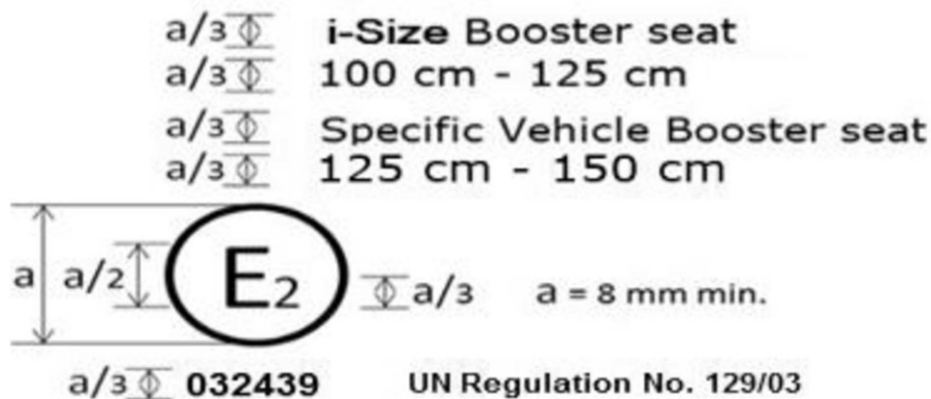 a/3 i-Size Booster seat
a/3 100 cm - 125 cm
a/3 Specific Vehicle Booster seat
a/3 125 cm - 150 cm
a a/2 E2 a/3 a = 8 mm min.
a/3 032439 UN Regulation No. 129/03